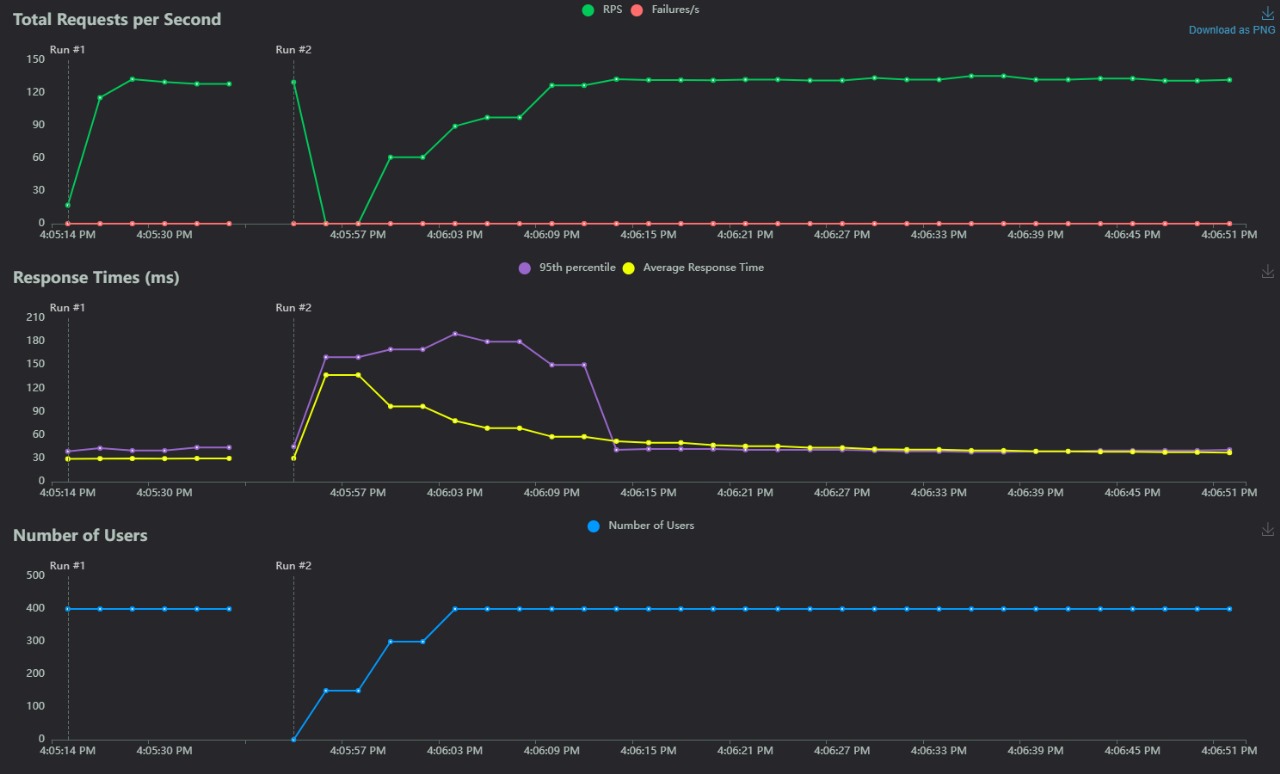 Total Requests per Second
RPS Failures/s
Download as PNG
Run #1 Run #2
150
120
90
60
30
0
4:05:14 PM 4:05:30 PM 4:05:57 PM 4:06:03 PM 4:06:09 PM 4:06:15 PM 4:06:21 PM 4:06:27 PM 4:06:33 PM 4:06:39 PM 4:06:45 PM 4:06:51 PM
Response Times (ms)
95th percentile Average Response Time
Run #1 Run #2
210
180
150
120
90
60
30
0
4:05:14 PM 4:05:30 PM 4:05:57 PM 4:06:03 PM 4:06:09 PM 4:06:15 PM 4:06:21 PM 4:06:27 PM 4:06:33 PM 4:06:39 PM 4:06:45 PM 4:06:51 PM
Number of Users
Number of Users
Run #1 Run #2
500
400
300
200
100
0
4:05:14 PM 4:05:30 PM 4:05:57 PM 4:06:03 PM 4:06:09 PM 4:06:15 PM 4:06:21 PM 4:06:27 PM 4:06:33 PM 4:06:39 PM 4:06:45 PM 4:06:51 PM